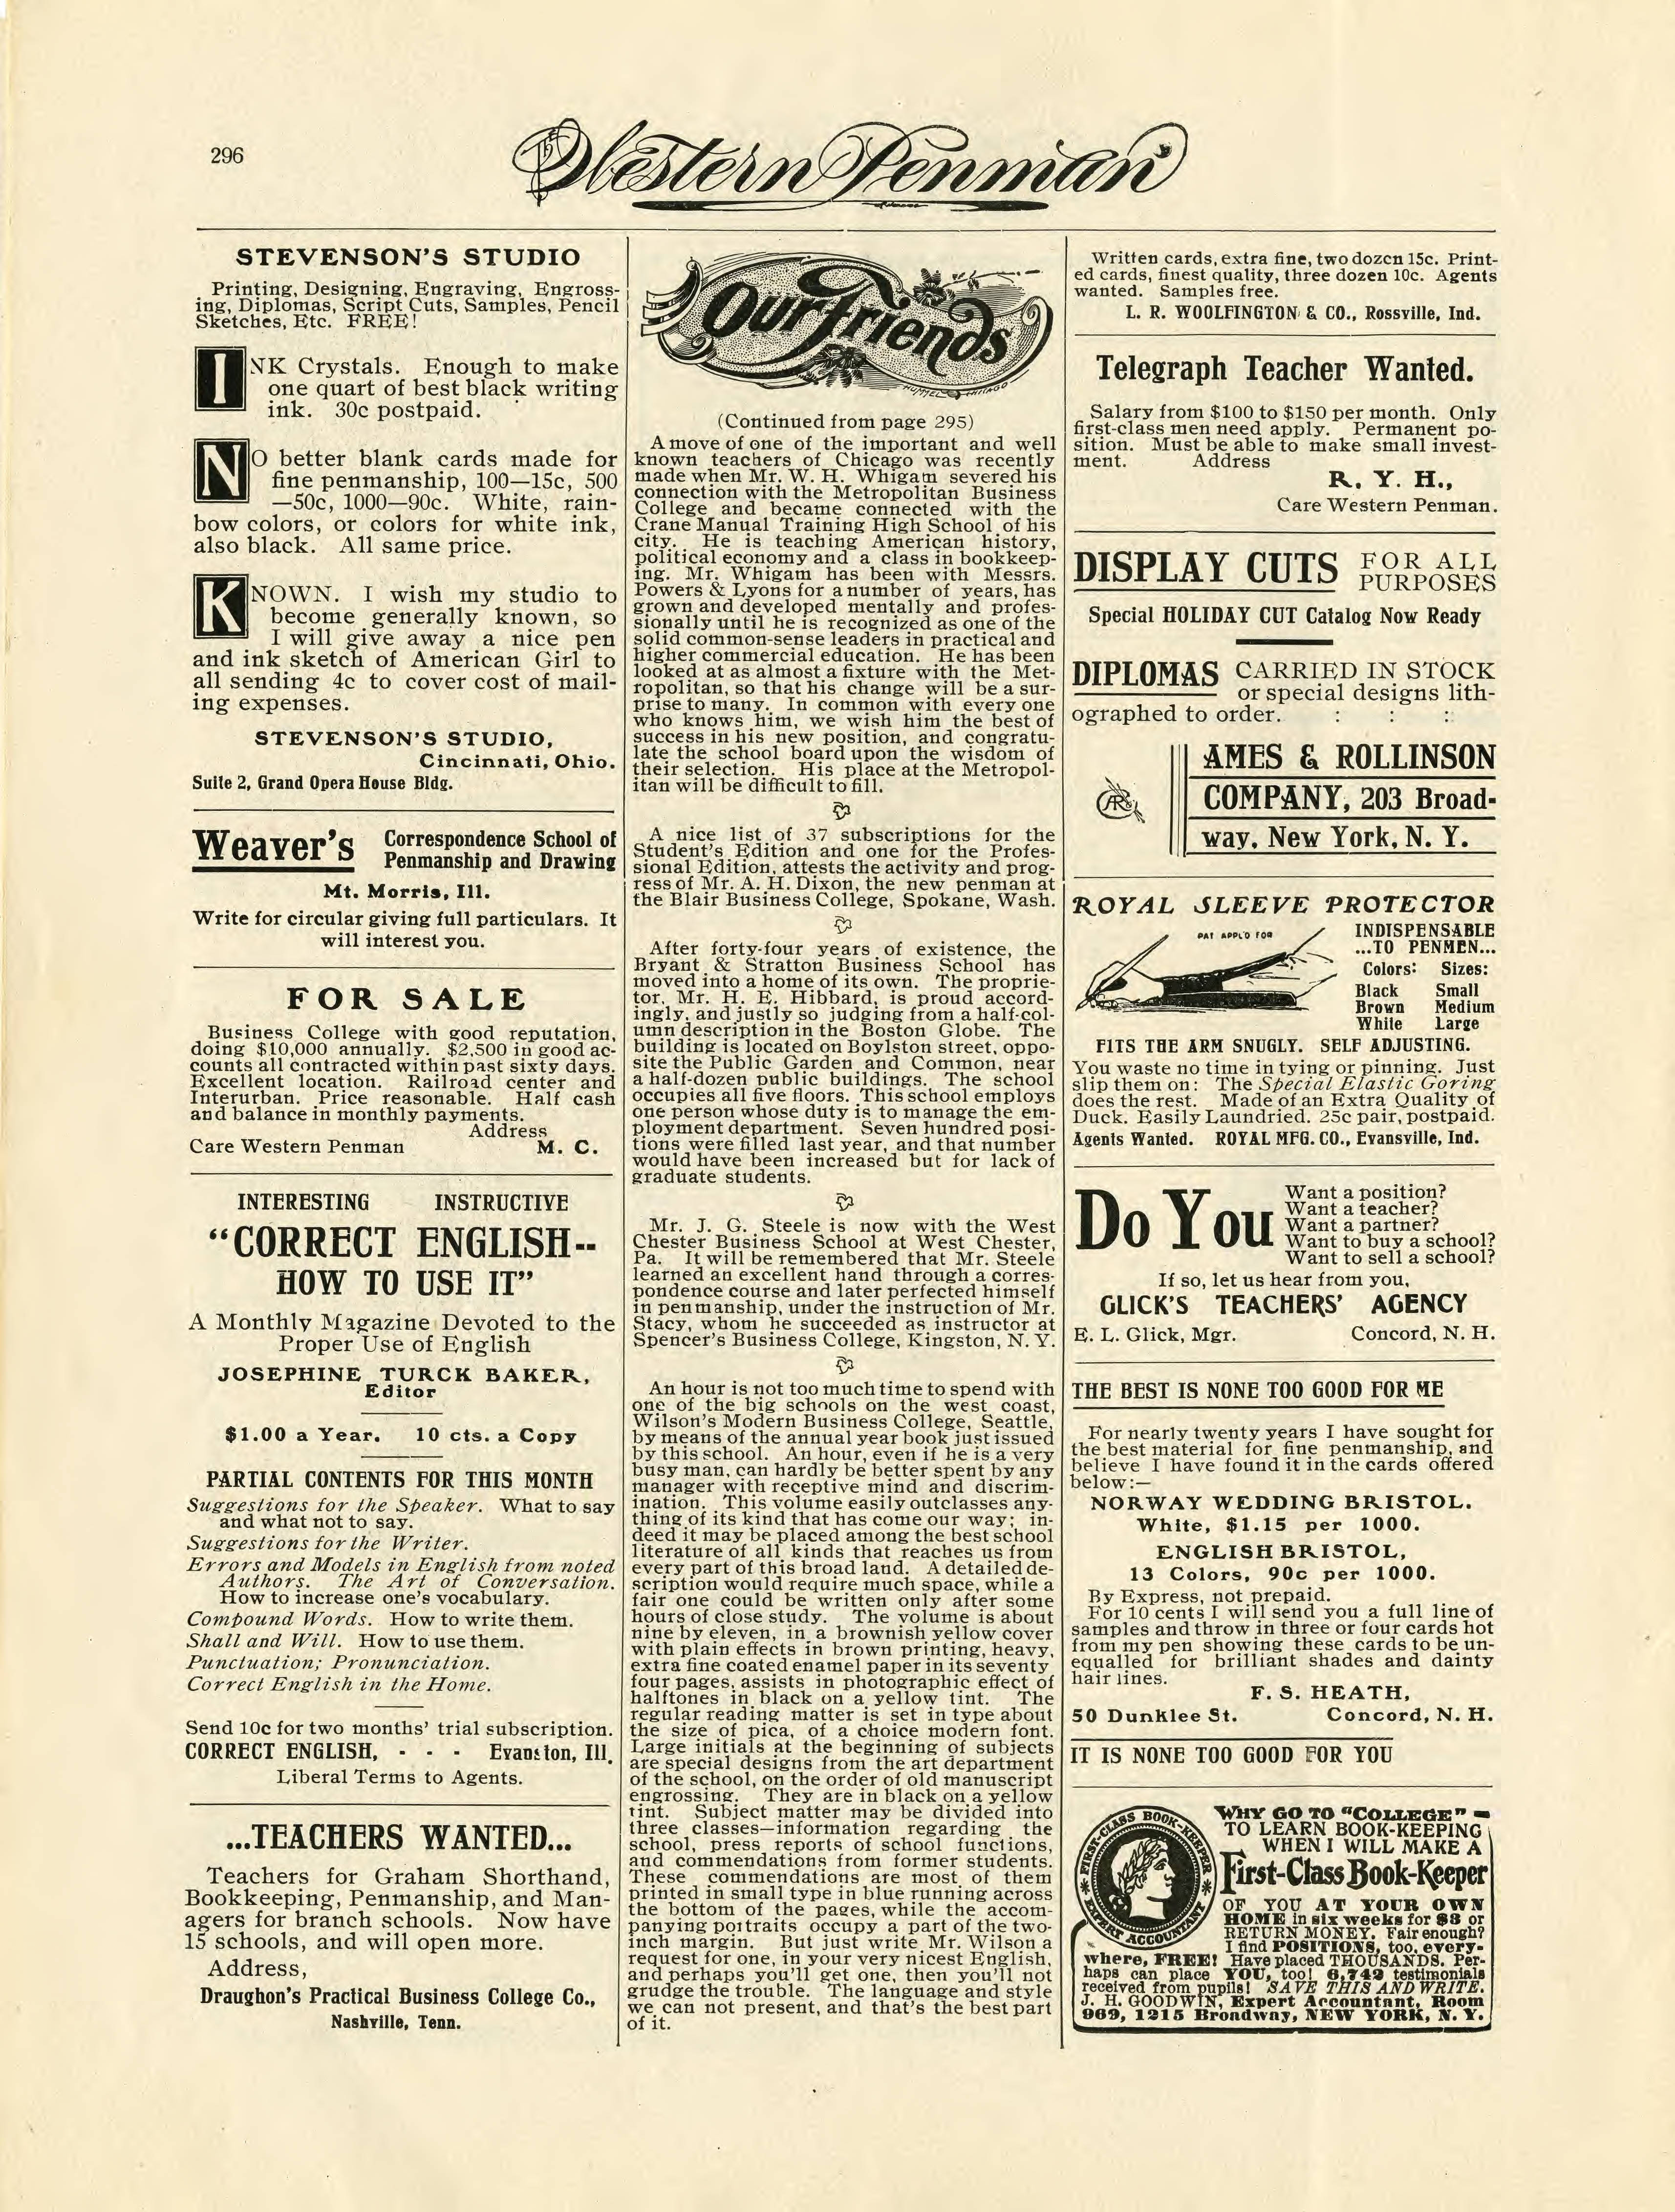 296
Western Penman
STEVENSON'S STUDIO
Printing, Designing, Engraving, Engross-
ing, Diplomas, Script Cuts, Samples, Pencil
Sketches, Etc. FREE!
INK Crystals. Enough to make
one quart of best black writing
ink. 30c postpaid.
NO better blank cards made for
fine penmanship, 100—15c, 500
—50c, 1000—90c. White, rain-
bow colors, or colors for white ink,
also black. All same price.
KNOWN. I wish my studio to
become generally known, so
I will give away a nice pen
and ink sketch of American Girl to
all sending 4c to cover cost of mail-
ing expenses.
STEVENSON'S STUDIO,
Cincinnati, Ohio.
Suite 2, Grand Opera House Bldg.
Weaver's Correspondence School of
Penmanship and Drawing
Mt. Morris, Ill.
Write for circular giving full particulars. It
will interest you.
FOR SALE
Business College with good reputation,
doing $10,000 annually. $2,500 in good ac-
counts all contracted within past sixty days.
Excellent location. Railroad center and
Interurban. Price reasonable. Half cash
and balance in monthly payments.
Address
Care Western Penman M. C.
INTERESTING INSTRUCTIVE
"CORRECT ENGLISH--
HOW TO USE IT"
A Monthly Magazine Devoted to the
Proper Use of English
JOSEPHINE TURCK BAKER,
Editor
$1.00 a Year. 10 cts. a Copy
PARTIAL CONTENTS FOR THIS MONTH
Suggestions for the Speaker. What to say
and what not to say.
Suggestions for the Writer.
Errors and Models in English from noted
Authors. The Art of Conversation.
How to increase one's vocabulary.
Compound Words. How to write them.
Shall and Will. How to use them.
Punctuation; Pronunciation.
Correct English in the Home.
Send 10c for two months' trial subscription.
CORRECT ENGLISH, - - - Evanston, Ill.
Liberal Terms to Agents.
...TEACHERS WANTED...
Teachers for Graham Shorthand,
Bookkeeping, Penmanship, and Man-
agers for branch schools. Now have
15 schools, and will open more.
Address,
Draughon's Practical Business College Co.,
Nashville, Tenn.
Our Friends
HUMMEL CHICAGO
(Continued from page 295)
A move of one of the important and well
known teachers of Chicago was recently
made when Mr. W. H. Whigam severed his
connection with the Metropolitan Business
College and became connected with the
Crane Manual Training High School of his
city. He is teaching American history,
political economy and a class in bookkeep-
ing. Mr. Whigam has been with Messrs.
Powers & Lyons for a number of years, has
grown and developed mentally and profes-
sionally until he is recognized as one of the
solid common-sense leaders in practical and
higher commercial education. He has been
looked at as almost a fixture with the Met-
ropolitan, so that his change will be a sur-
prise to many. In common with every one
who knows him, we wish him the best of
success in his new position, and congratu-
late the school board upon the wisdom of
their selection. His place at the Metropol-
itan will be difficult to fill.
A nice list of 37 subscriptions for the
Student's Edition and one for the Profes-
sional Edition, attests the activity and prog-
ress of Mr. A. H. Dixon, the new penman at
the Blair Business College, Spokane, Wash.
After forty-four years of existence, the
Bryant & Stratton Business School has
moved into a home of its own. The proprie-
tor, Mr. H. E. Hibbard, is proud accord-
ingly, and justly so judging from a half-col-
umn description in the Boston Globe. The
building is located on Boylston street, oppo-
site the Public Garden and Common, near
a half-dozen public buildings. The school
occupies all five floors. This school employs
one person whose duty is to manage the em-
ployment department. Seven hundred posi-
tions were filled last year, and that number
would have been increased but for lack of
graduate students.
Mr. J. G. Steele is now with the West
Chester Business School at West Chester,
Pa. It will be remembered that Mr. Steele
learned an excellent hand through a corres-
pondence course and later perfected himself
in penmanship, under the instruction of Mr.
Stacy, whom he succeeded as instructor at
Spencer's Business College, Kingston, N. Y.
An hour is not too much time to spend with
one of the big schools on the west coast,
Wilson's Modern Business College, Seattle,
by means of the annual year book just issued
by this school. An hour, even if he is a very
busy man, can hardly be better spent by any
manager with receptive mind and discrim-
ination. This volume easily outclasses any-
thing of its kind that has come our way; in-
deed it may be placed among the best school
literature of all kinds that reaches us from
every part of this broad land. A detailed de-
scription would require much space, while a
fair one could be written only after some
hours of close study. The volume is about
nine by eleven, in a brownish yellow cover
with plain effects in brown printing, heavy,
extra fine coated enamel paper in its seventy
four pages, assists in photographic effect of
halftones in black on a yellow tint. The
regular reading matter is set in type about
the size of pica, of a choice modern font.
Large initials at the beginning of subjects
are special designs from the art department
of the school, on the order of old manuscript
engrossing. They are in black on a yellow
tint. Subject matter may be divided into
three classes—information regarding the
school, press reports of school functions,
and commendations from former students.
These commendations are most of them
printed in small type in blue running across
the bottom of the pages, while the accom-
panying portraits occupy a part of the two-
inch margin. But just write Mr. Wilson a
request for one, in your very nicest English,
and perhaps you'll get one, then you'll not
grudge the trouble. The language and style
we can not present, and that's the best part
of it.
Written cards, extra fine, two dozen 15c. Print-
ed cards, finest quality, three dozen 10c. Agents
wanted. Samples free.
L. R. WOOLFINGTON & CO., Rossville, Ind.
Telegraph Teacher Wanted.
Salary from $100 to $150 per month. Only
first-class men need apply. Permanent po-
sition. Must be able to make small invest-
ment. Address
R. Y. H.,
Care Western Penman.
DISPLAY CUTS FOR ALL
PURPOSES
Special HOLIDAY CUT Catalog Now Ready
DIPLOMAS CARRIED IN STOCK
or special designs lith-
ographed to order. : : :
AMES & ROLLINSON
COMPANY, 203 Broad-
way, New York, N. Y.
ROYAL SLEEVE PROTECTOR
PAT APPL'D FOR
INDISPENSABLE
...TO PENMEN...
Colors: Sizes:
Black Small
Brown Medium
White Large
FITS THE ARM SNUGLY. SELF ADJUSTING.
You waste no time in tying or pinning. Just
slip them on: The Special Elastic Goring
does the rest. Made of an Extra Quality of
Duck. Easily Laundried. 25c pair, postpaid.
Agents Wanted. ROYAL MFG. CO., Evansville, Ind.
Do You
Want a position?
Want a teacher?
Want a partner?
Want to buy a school?
Want to sell a school?
If so, let us hear from you,
GLICK'S TEACHERS' AGENCY
E. L. Glick, Mgr. Concord, N. H.
THE BEST IS NONE TOO GOOD FOR ME
For nearly twenty years I have sought for
the best material for fine penmanship, and
believe I have found it in the cards offered
below:—
NORWAY WEDDING BRISTOL.
White, $1.15 per 1000.
ENGLISH BRISTOL,
13 Colors, 90c per 1000.
By Express, not prepaid.
For 10 cents I will send you a full line of
samples and throw in three or four cards hot
from my pen showing these cards to be un-
equalled for brilliant shades and dainty
hair lines.
F. S. HEATH,
50 Dunklee St. Concord, N. H.
IT IS NONE TOO GOOD FOR YOU
FIRST-CLASS BOOK-KEEPER
EXPERT ACCOUNTANT
WHY GO TO "COLLEGE"
TO LEARN BOOK-KEEPING
WHEN I WILL MAKE A
First-Class Book-Keeper
OF YOU AT YOUR OWN
HOME in six weeks for $3 or
RETURN MONEY. Fair enough?
I find POSITIONS, too, every-
where, FREE! Have placed THOUSANDS. Per-
haps can place YOU, too! 6,742 testimonials
received from pupils! SAVE THIS AND WRITE.
J. H. GOODWIN, Expert Accountant, Room
969, 1215 Broadway, NEW YORK, N. Y.